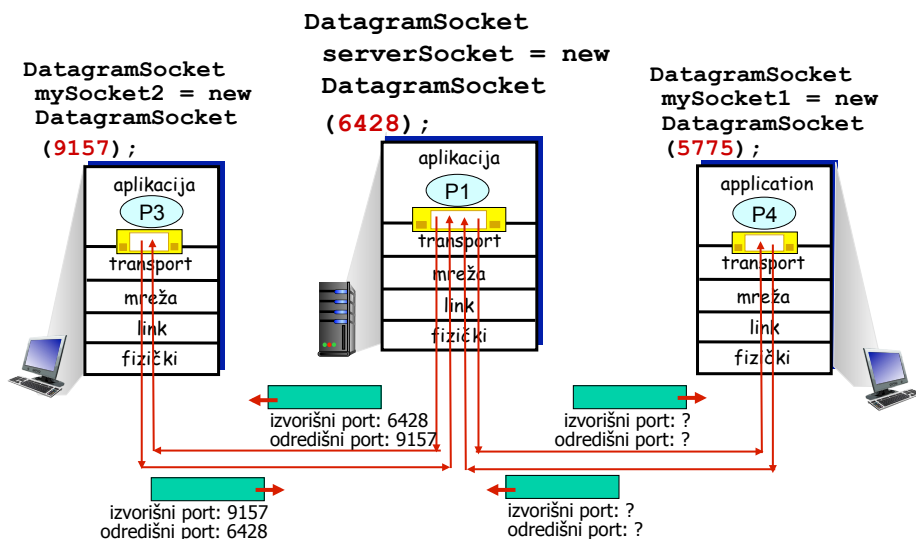 DatagramSocket
serverSocket = new
DatagramSocket
(6428);
DatagramSocket
mySocket2 = new
DatagramSocket
(9157);
DatagramSocket
mySocket1 = new
DatagramSocket
(5775);
aplikacija
P3
transport
mreža
link
fizički
aplikacija
P1
transport
mreža
link
fizički
application
P4
transport
mreža
link
fizički
izvorišni port: 6428
odredišni port: 9157
izvorišni port: ?
odredišni port: ?
izvorišni port: 9157
odredišni port: 6428
izvorišni port: ?
odredišni port: ?